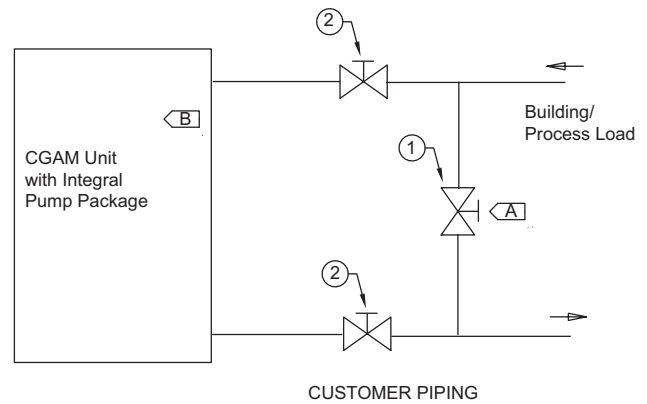 2
B
Building/
Process Load
CGAM Unit
with Integral
Pump Package
1
A
2
CUSTOMER PIPING